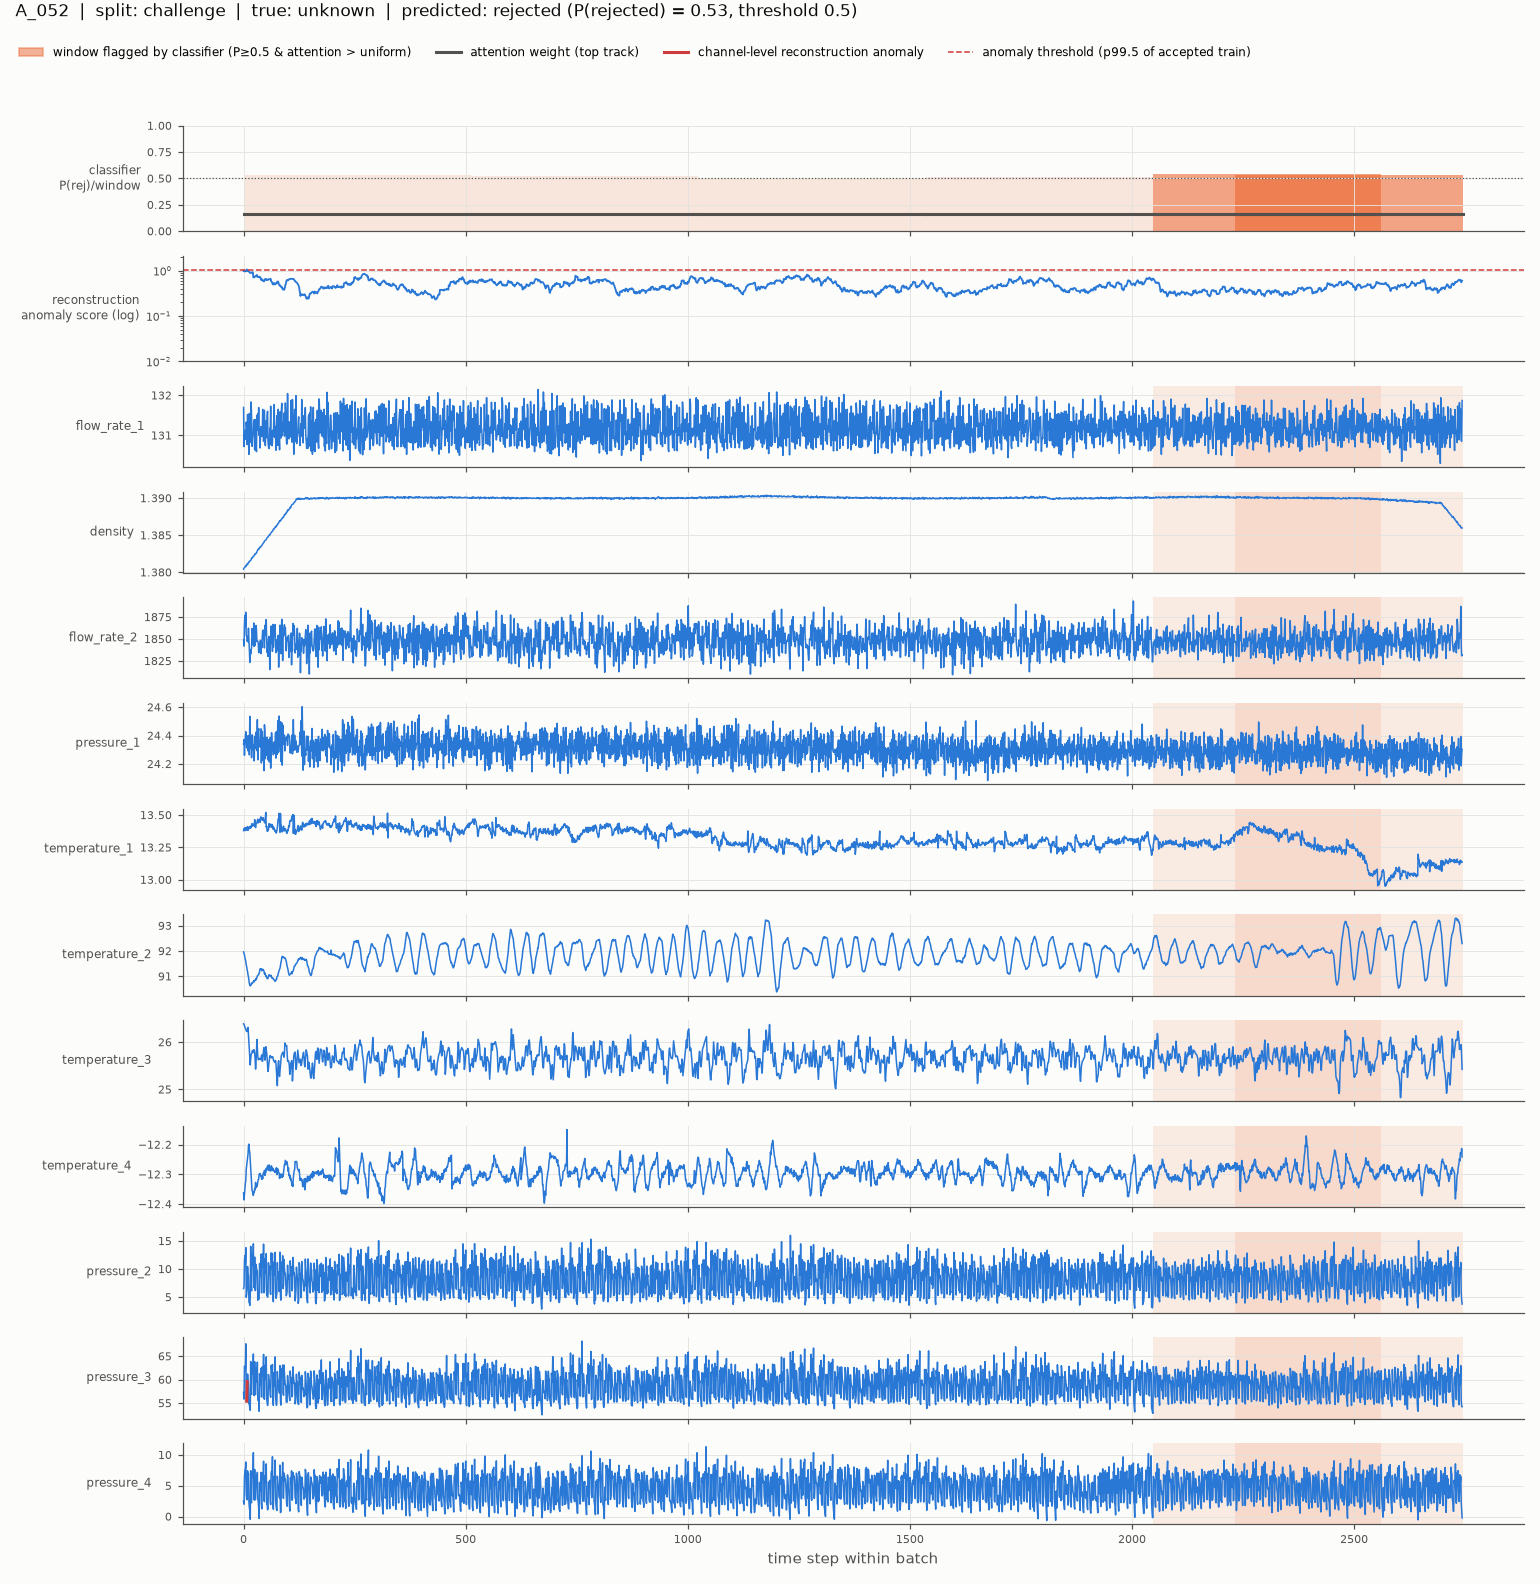 A_052 | split: challenge | true: unknown | predicted: rejected (P(rejected) = 0.53, threshold 0.5)
window flagged by classifier (P≥0.5 & attention > uniform) attention weight (top track) channel-level reconstruction anomaly anomaly threshold (p99.5 of accepted train)
classifier
P(rej)/window
1.00
0.75
0.50
0.25
0.00
reconstruction
anomaly score (log)
10⁰
10⁻¹
10⁻²
flow_rate_1
132
131
density
1.390
1.385
1.380
flow_rate_2
1875
1850
1825
pressure_1
24.6
24.4
24.2
temperature_1
13.50
13.25
13.00
temperature_2
93
92
91
temperature_3
26
25
temperature_4
−12.2
−12.3
−12.4
pressure_2
15
10
5
pressure_3
65
60
55
pressure_4
10
5
0
0 500 1000 1500 2000 2500
time step within batch